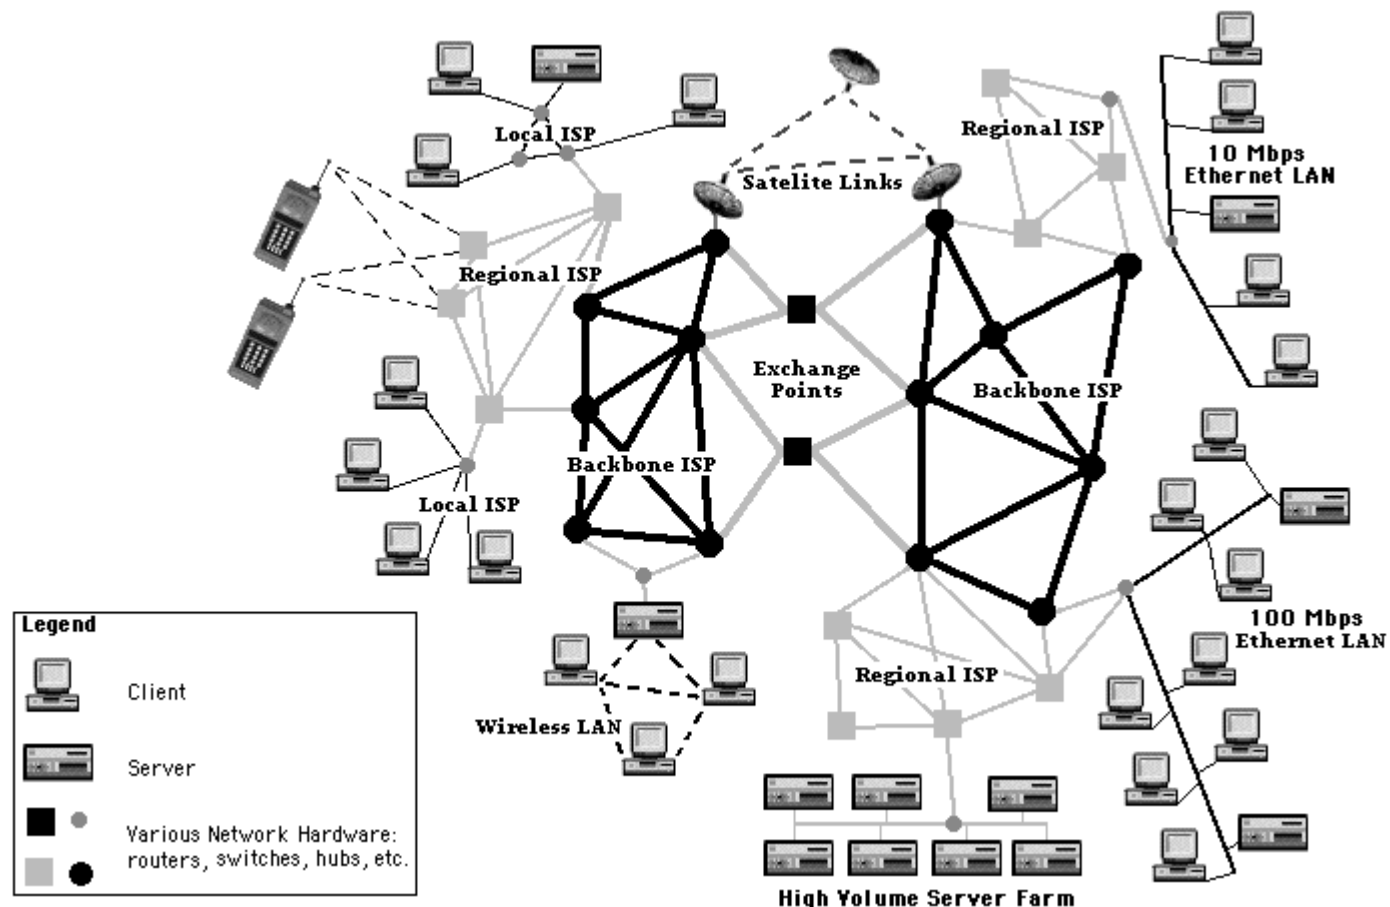 Local ISP
Regional ISP
10 Mbps
Ethernet LAN
Satelite Links
Regional ISP
Exchange
Points
Backbone ISP
Backbone ISP
Local ISP
100 Mbps
Ethernet LAN
Regional ISP
Wireless LAN
High Volume Server Farm
Legend
Client
Server
Various Network Hardware:
routers, switches, hubs, etc.